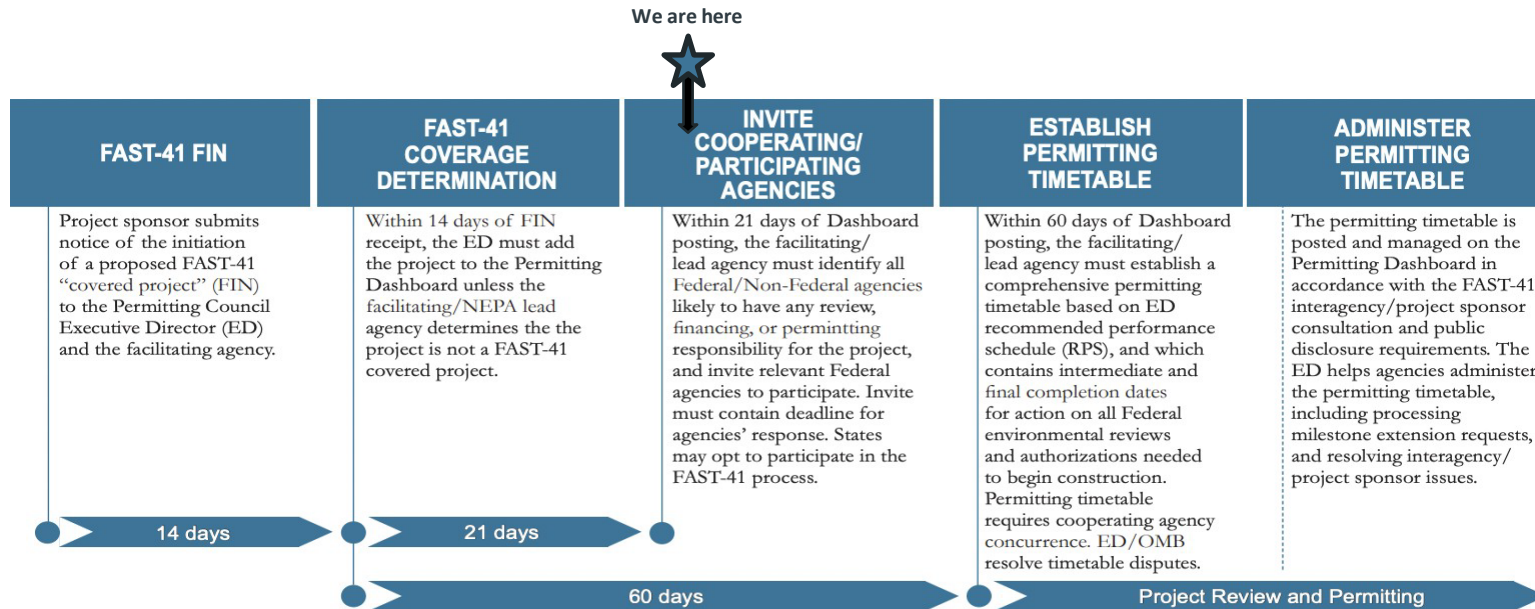 We are here
FAST-41 FIN
FAST-41
COVERAGE
DETERMINATION
INVITE
COOPERATING/
PARTICIPATING
AGENCIES
ESTABLISH
PERMITTING
TIMETABLE
ADMINISTER
PERMITTING
TIMETABLE
Project sponsor submits
notice of the initiation
of a proposed FAST-41
“covered project” (FIN)
to the Permitting Council
Executive Director (ED)
and the facilitating agency.
Within 14 days of FIN
receipt, the ED must add
the project to the Permitting
Dashboard unless the
facilitating/NEPA lead
agency determines the the
project is not a FAST-41
covered project.
Within 21 days of Dashboard
posting, the facilitating/
lead agency must identify all
Federal/Non-Federal agencies
likely to have any review,
financing, or permintting
responsibility for the project,
and invite relevant Federal
agencies to participate. Invite
must contain deadline for
agencies’ response. States
may opt to participate in the
FAST-41 process.
Within 60 days of Dashboard
posting, the facilitating/
lead agency must establish a
comprehensive permitting
timetable based on ED
recommended performance
schedule (RPS), and which
contains intermediate and
final completion dates
for action on all Federal
environmental reviews
and authorizations needed
to begin construction.
Permitting timetable
requires cooperating agency
concurrence. ED/OMB
resolve timetable disputes.
The permitting timetable is
posted and managed on the
Permitting Dashboard in
accordance with the FAST-41
interagency/project sponsor
consultation and public
disclosure requirements. The
ED helps agencies administer
the permitting timetable,
including processing
milestone extension requests,
and resolving interagency/
project sponsor issues.
14 days
21 days
60 days
Project Review and Permitting